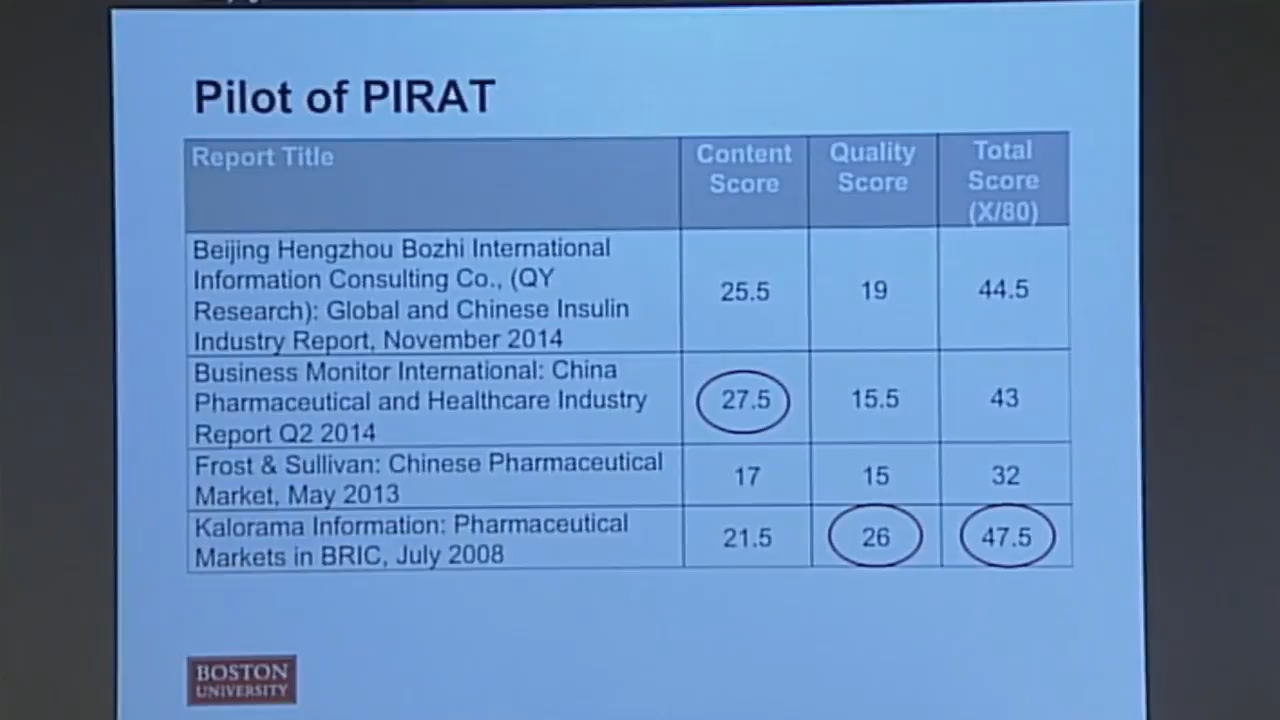 Pilot of PIRAT
Report Title
Content
Score
Quality
Score
Total
Score
(X/80)
Beijing Hengzhou Bozhi International
Information Consulting Co., (QY
Research): Global and Chinese Insulin
Industry Report, November 2014
25.5
19
44.5
Business Monitor International: China
Pharmaceutical and Healthcare Industry
Report Q2 2014
27.5
15.5
43
Frost & Sullivan: Chinese Pharmaceutical
Market, May 2013
17
15
32
Kalorama Information: Pharmaceutical
Markets in BRIC, July 2008
21.5
26
47.5
BOSTON
UNIVERSITY